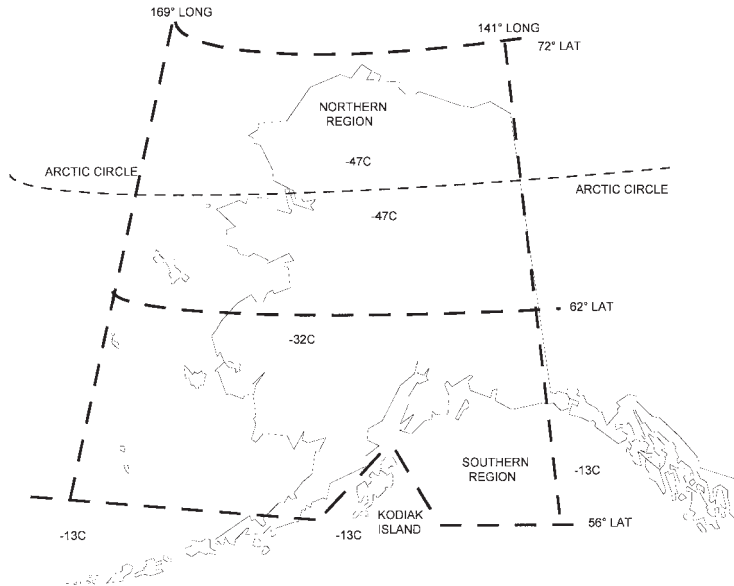 169° LONG
141° LONG
72° LAT
NORTHERN
REGION
-47C
ARCTIC CIRCLE
ARCTIC CIRCLE
-47C
62° LAT
-32C
SOUTHERN
REGION
-13C
KODIAK
ISLAND
56° LAT
-13C
-13C